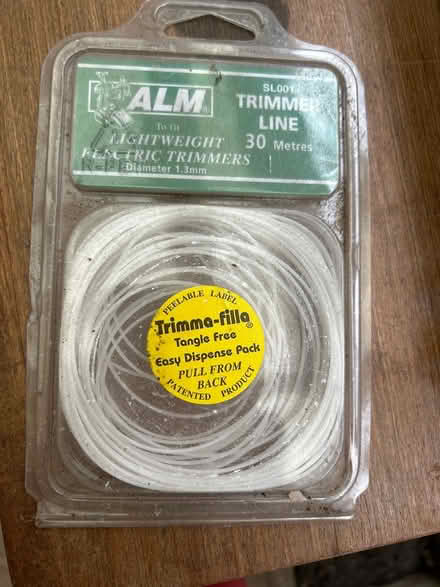 ALM®
To fit
LIGHTWEIGHT
ELECTRIC TRIMMERS
Diameter 1.3mm
SL001
TRIMMER
LINE
30 Metres
PEELABLE LABEL
Trimma-filla®
Tangle Free
Easy Dispense Pack
PULL FROM
BACK
PATENTED PRODUCT